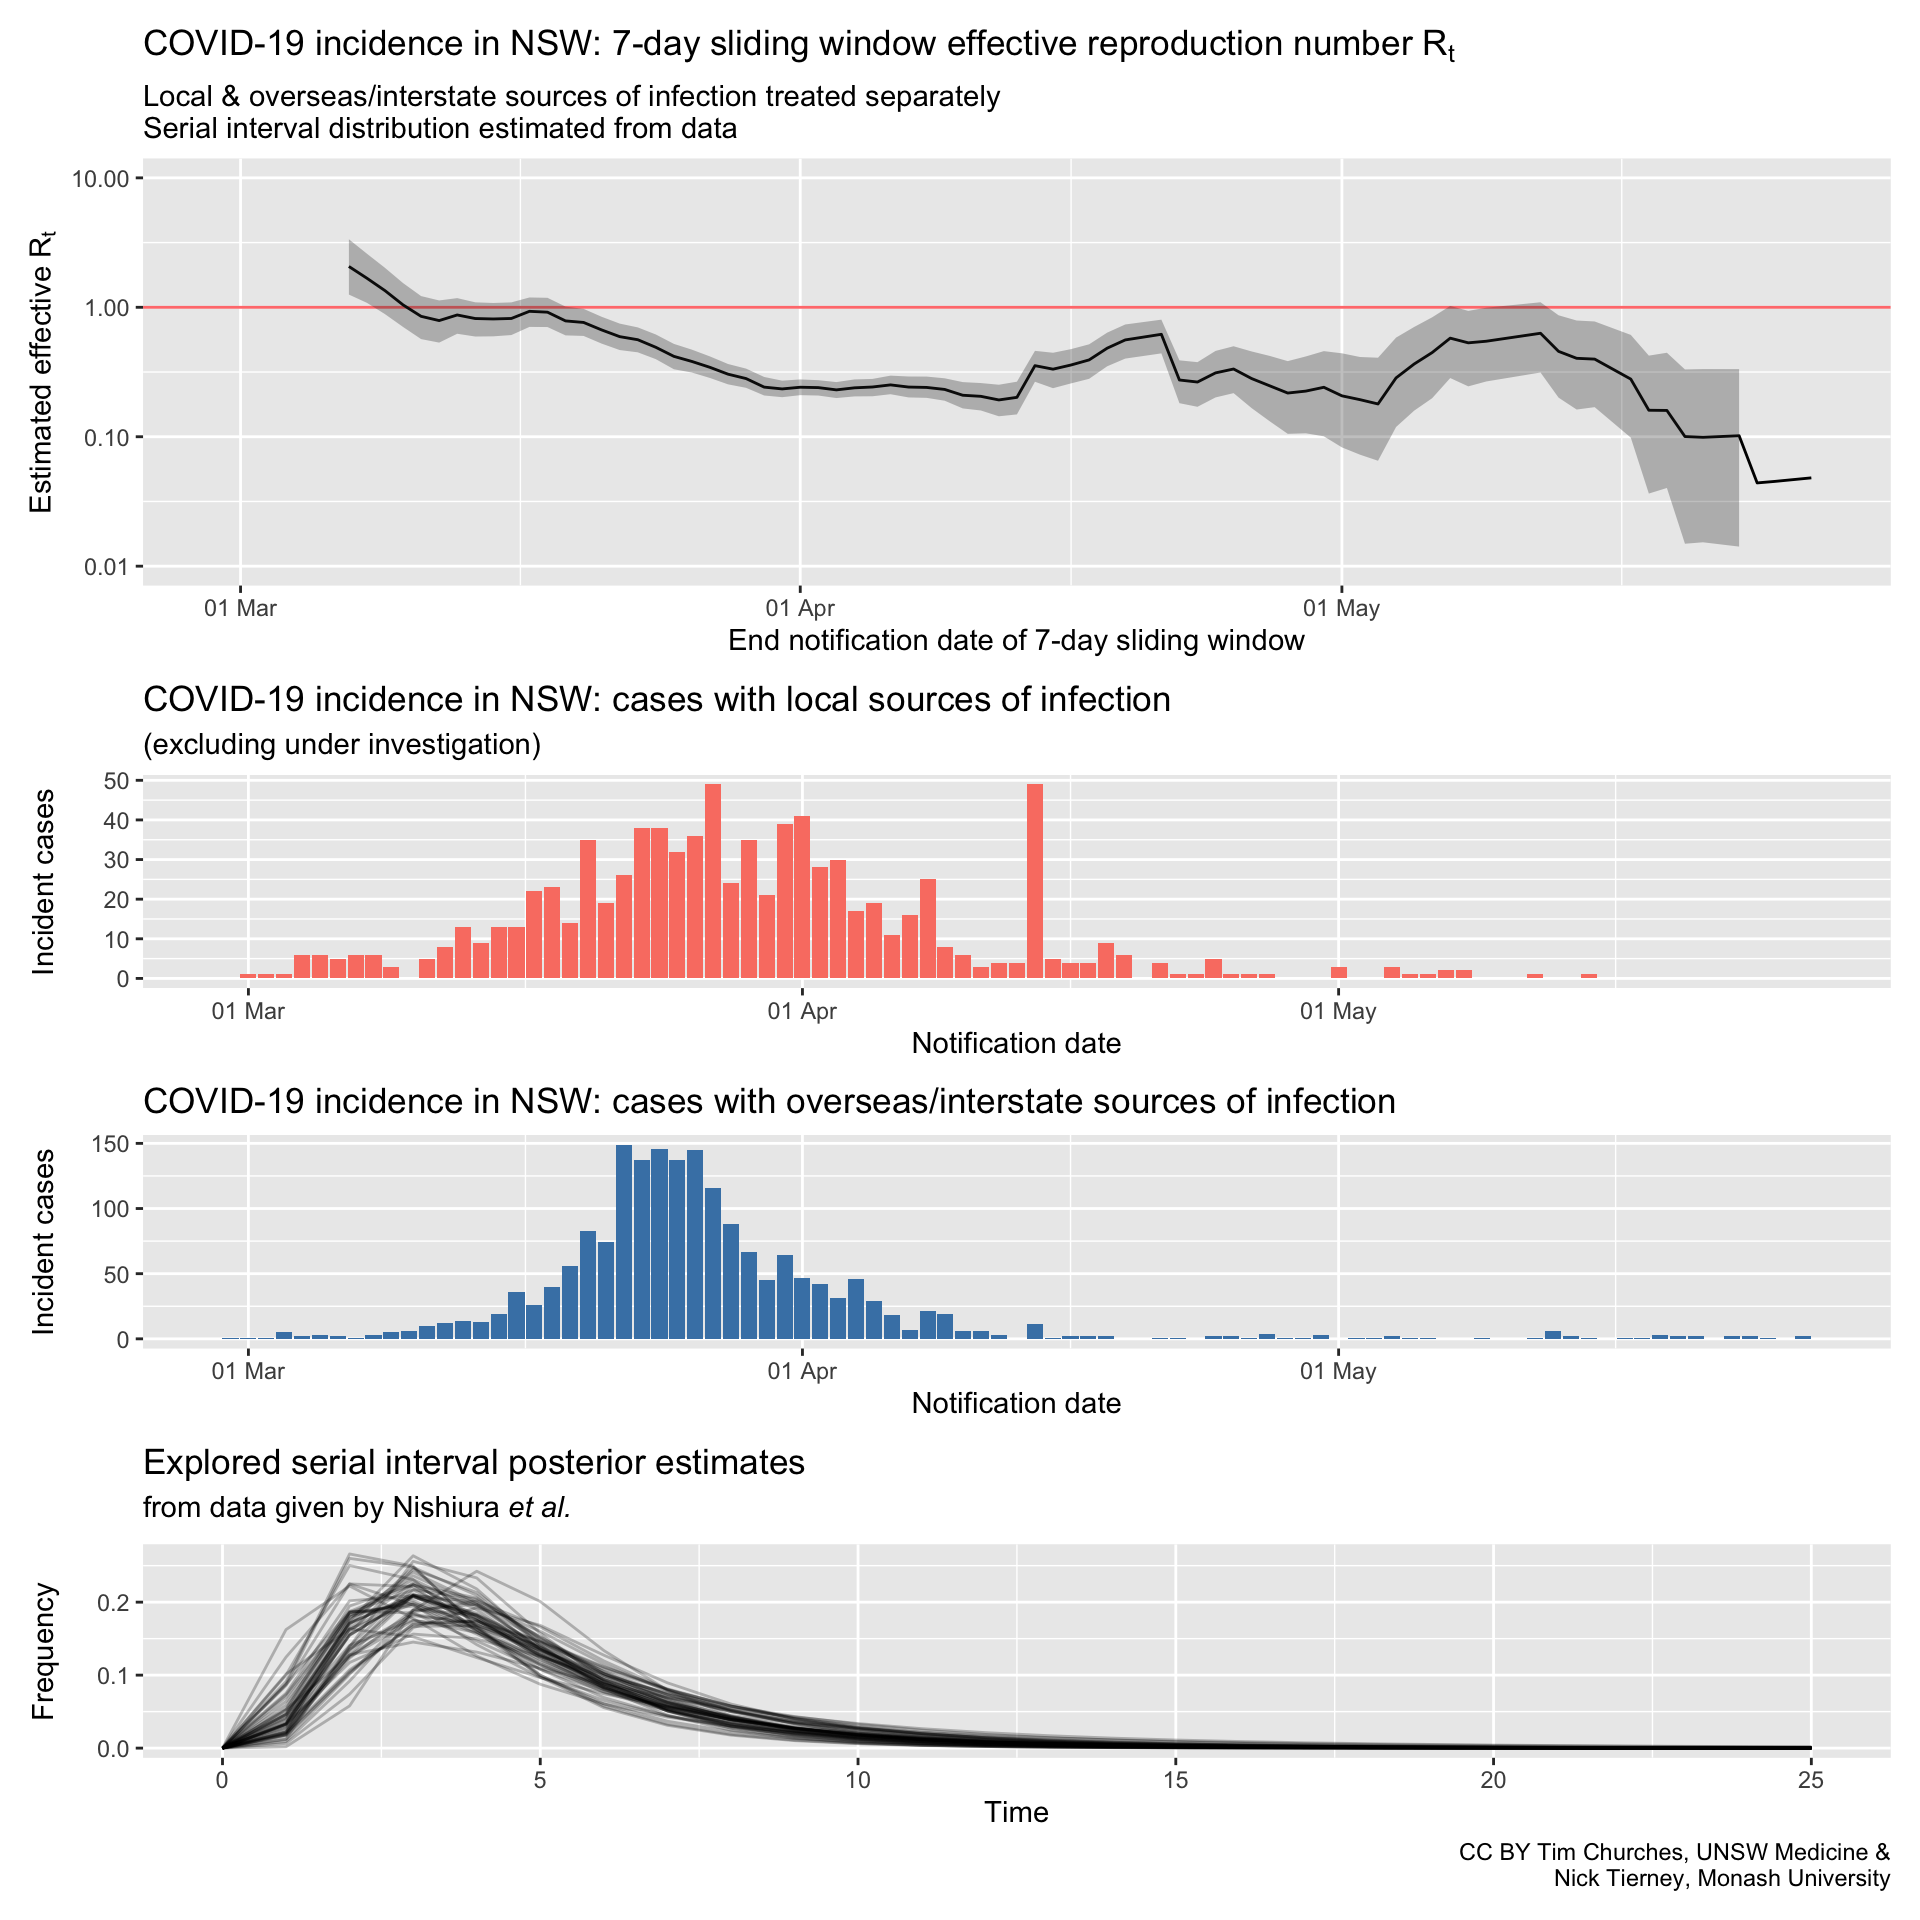 COVID-19 incidence in NSW: 7-day sliding window effective reproduction number Rt
Local & overseas/interstate sources of infection treated separately
Serial interval distribution estimated from data
Estimated effective Rt
10.00
1.00
0.10
0.01
01 Mar
01 Apr
01 May
End notification date of 7-day sliding window
COVID-19 incidence in NSW: cases with local sources of infection
(excluding under investigation)
Incident cases
50
40
30
20
10
0
01 Mar
01 Apr
01 May
Notification date
COVID-19 incidence in NSW: cases with overseas/interstate sources of infection
Incident cases
150
100
50
0
01 Mar
01 Apr
01 May
Notification date
Explored serial interval posterior estimates
from data given by Nishiura et al.
Frequency
0.2
0.1
0.0
0
5
10
15
20
25
Time
CC BY Tim Churches, UNSW Medicine &
Nick Tierney, Monash University